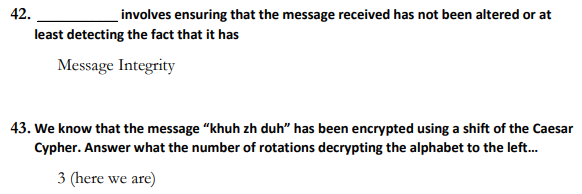 42. ___________ involves ensuring that the message received has not been altered or at
least detecting the fact that it has
Message Integrity
43. We know that the message “khuh zh duh” has been encrypted using a shift of the Caesar
Cypher. Answer what the number of rotations decrypting the alphabet to the left...
3 (here we are)